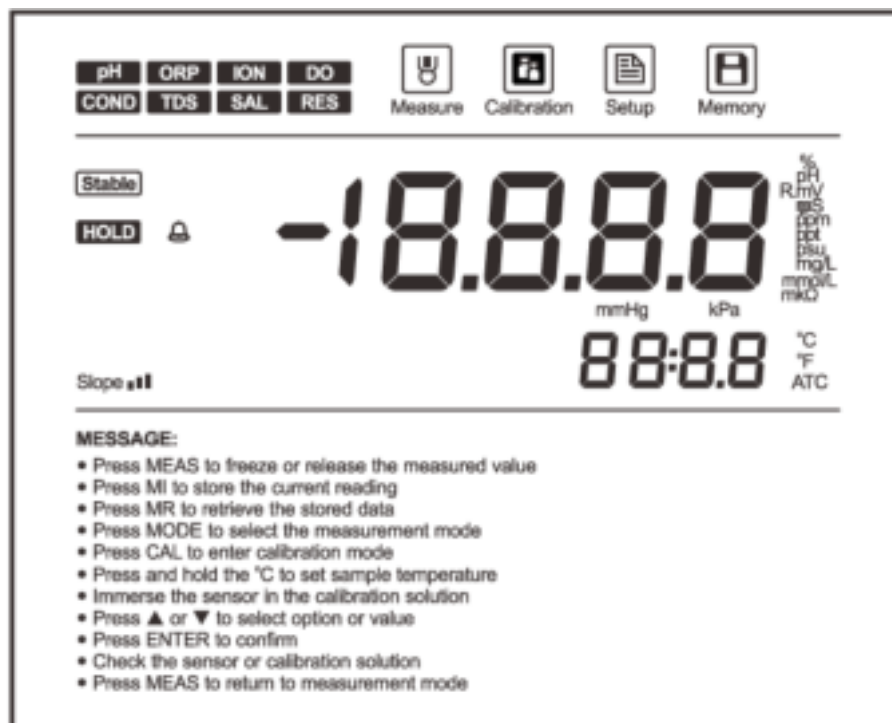 pH ORP ION DO
COND TDS SAL RES
Measure Calibration Setup Memory
Stable
HOLD
-18.8.8.8
%
pH
R.mV
mS
ppm
ppt
psu
mg/L
mmol/L
mkΩ
mmHg kPa
88:8.8
°C
°F
ATC
Slope
MESSAGE:
• Press MEAS to freeze or release the measured value
• Press MI to store the current reading
• Press MR to retrieve the stored data
• Press MODE to select the measurement mode
• Press CAL to enter calibration mode
• Press and hold the °C to set sample temperature
• Immerse the sensor in the calibration solution
• Press ▲ or ▼ to select option or value
• Press ENTER to confirm
• Check the sensor or calibration solution
• Press MEAS to return to measurement mode